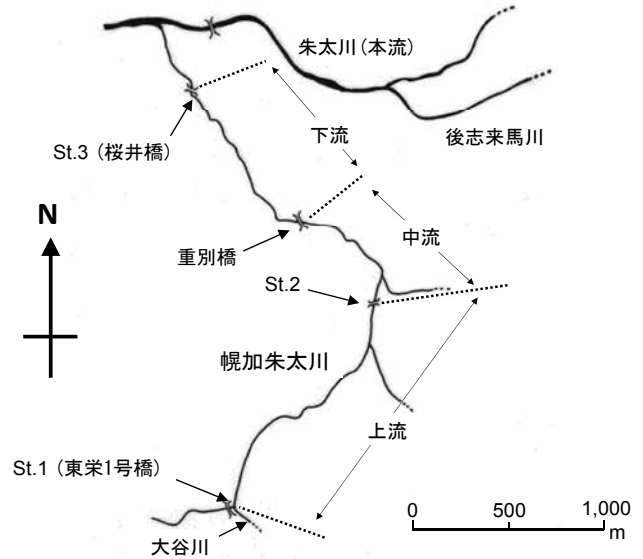 朱太川(本流)
下流
後志来馬川
St.3 (桜井橋)
N
重別橋
中流
St.2
幌加朱太川
上流
St.1 (東栄1号橋)
大谷川
0 500 1,000
m